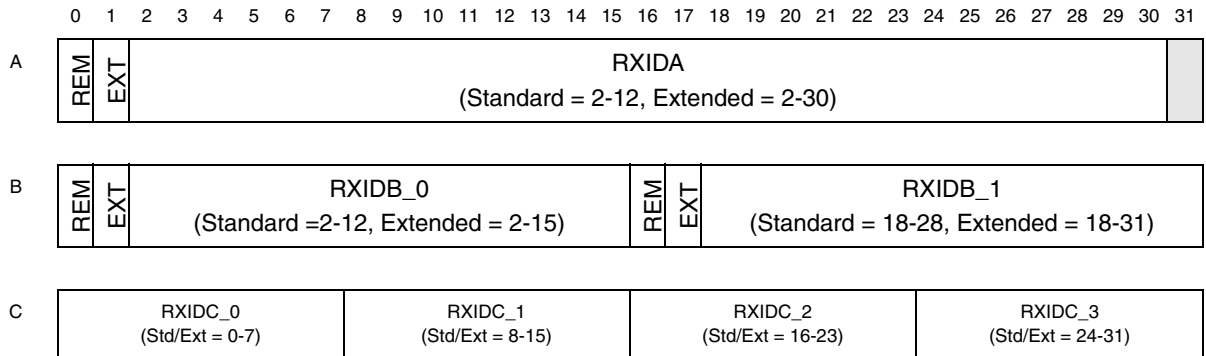 0 1 2 3 4 5 6 7 8 9 10 11 12 13 14 15 16 17 18 19 20 21 22 23 24 25 26 27 28 29 30 31
A REM EXT RXIDA
(Standard = 2-12, Extended = 2-30)
B REM EXT RXIDB_0 REM EXT RXIDB_1
(Standard =2-12, Extended = 2-15) (Standard = 18-28, Extended = 18-31)
C RXIDC_0 RXIDC_1 RXIDC_2 RXIDC_3
(Std/Ext = 0-7) (Std/Ext = 8-15) (Std/Ext = 16-23) (Std/Ext = 24-31)